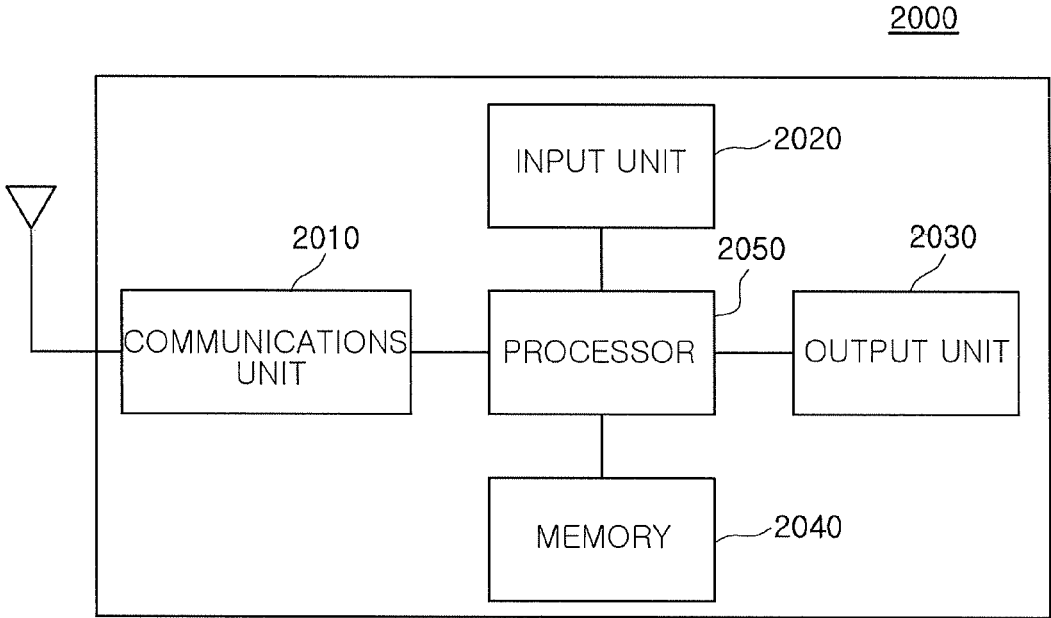 2000
INPUT UNIT
2020
2010
2050
2030
COMMUNICATIONS
UNIT
PROCESSOR
OUTPUT UNIT
MEMORY
2040